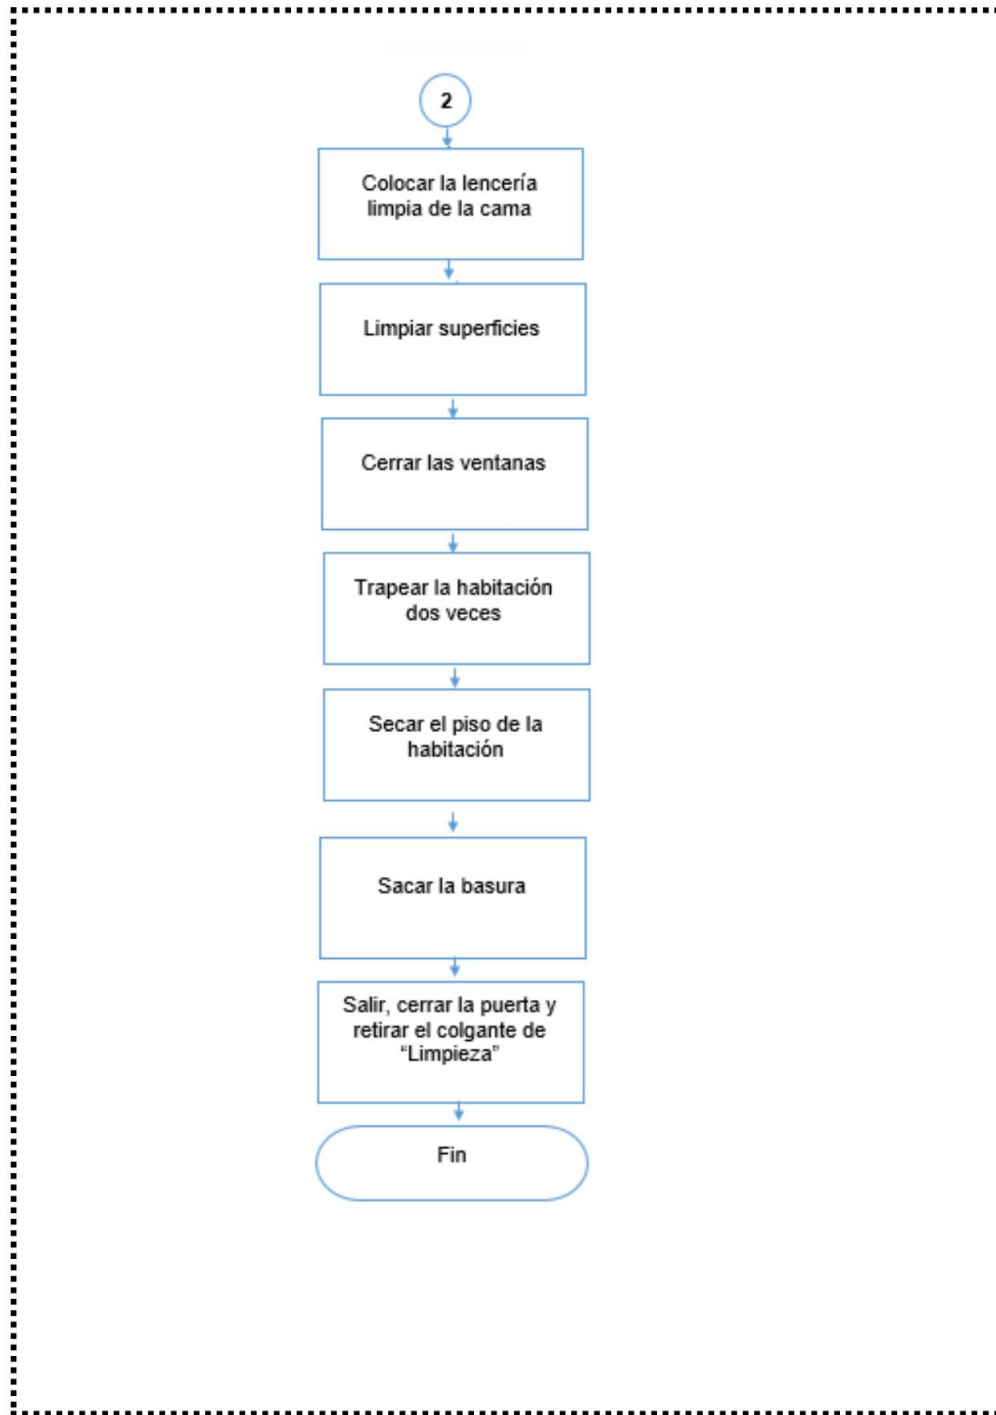 2
Colocar la lencería
limpia de la cama
Limpiar superficies
Cerrar las ventanas
Trapear la habitación
dos veces
Secar el piso de la
habitación
Sacar la basura
Salir, cerrar la puerta y
retirar el colgante de
“Limpieza”
Fin